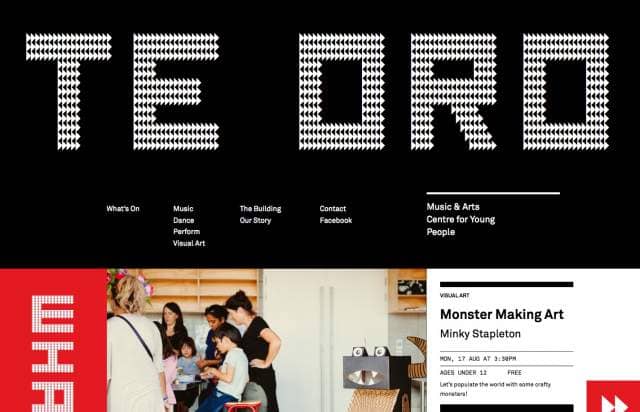 TE ORO
What's On
Music
Dance
Perform
Visual Art
The Building
Our Story
Contact
Facebook
Music & Arts
Centre for Young
People
WHA
VISUAL ART
Monster Making Art
Minky Stapleton
MON, 17 AUG AT 3:30PM
AGES UNDER 12 FREE
Let's populate the world with some crafty
monsters!